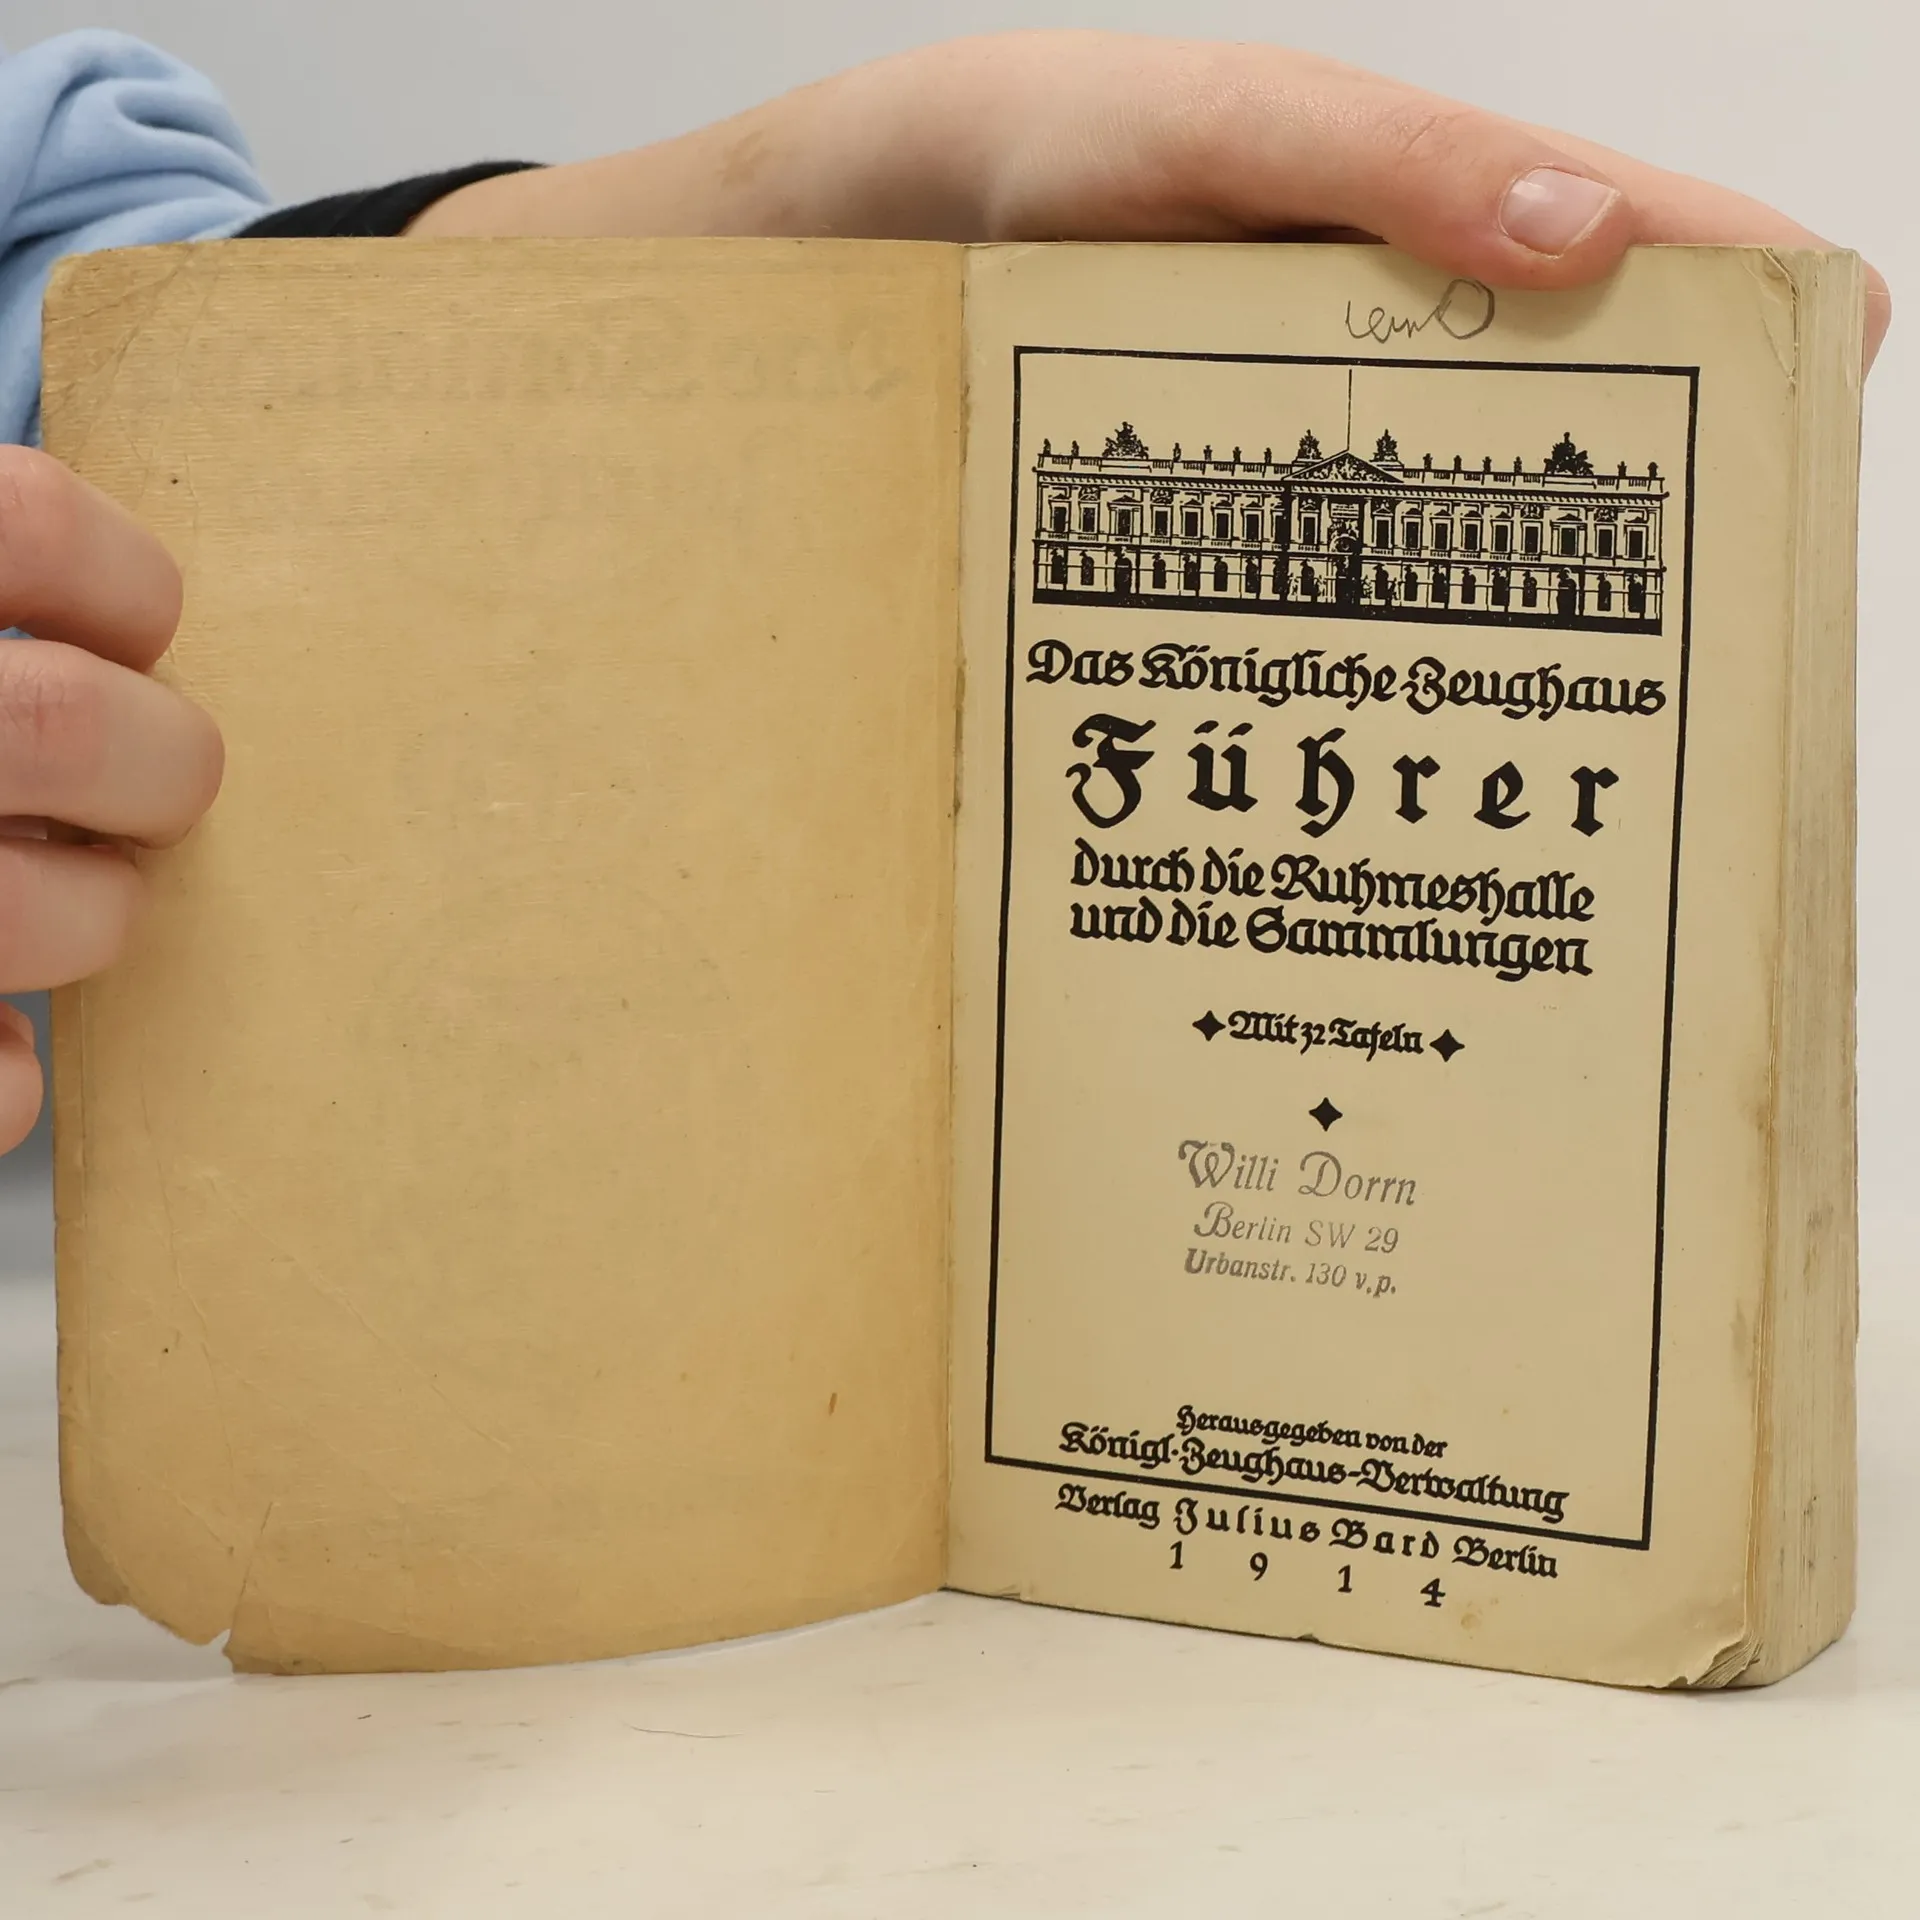 Das Königliche Zeughaus
Führer
durch die Ruhmeshalle
und die Sammlungen
Mit 32 Tafeln
Willi Dorrn
Berlin SW 29
Urbanstr. 130 v.p.
Herausgegeben von der
Königl. Zeughaus-Verwaltung
Verlag Julius Bard Berlin
1914